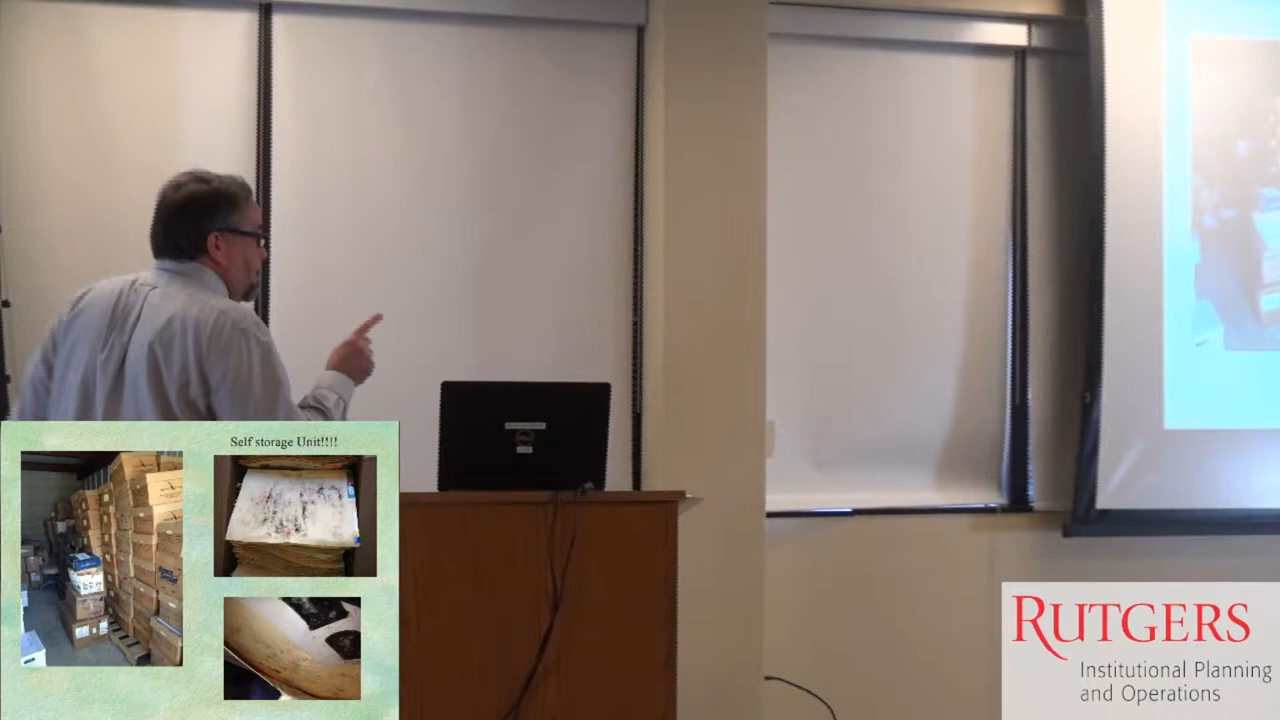 Self storage Unit!!!!
RUTGERS
Institutional Planning
and Operations